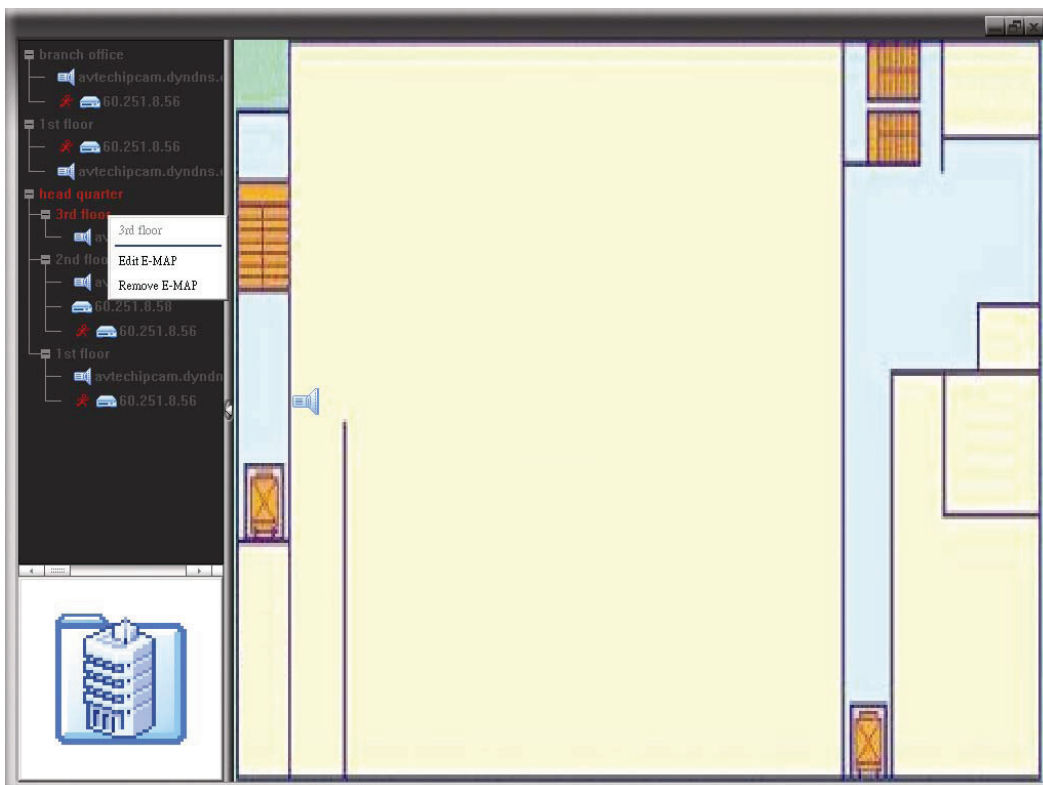 branch office
avtechipcam.dyndns.
60.251.8.56
1st floor
60.251.8.56
avtechipcam.dyndns.
head quarter
3rd floor
3rd floor
Edit E-MAP
Remove E-MAP
2nd floo
60.251.8.58
60.251.8.56
1st floor
avtechipcam.dyndn
60.251.8.56